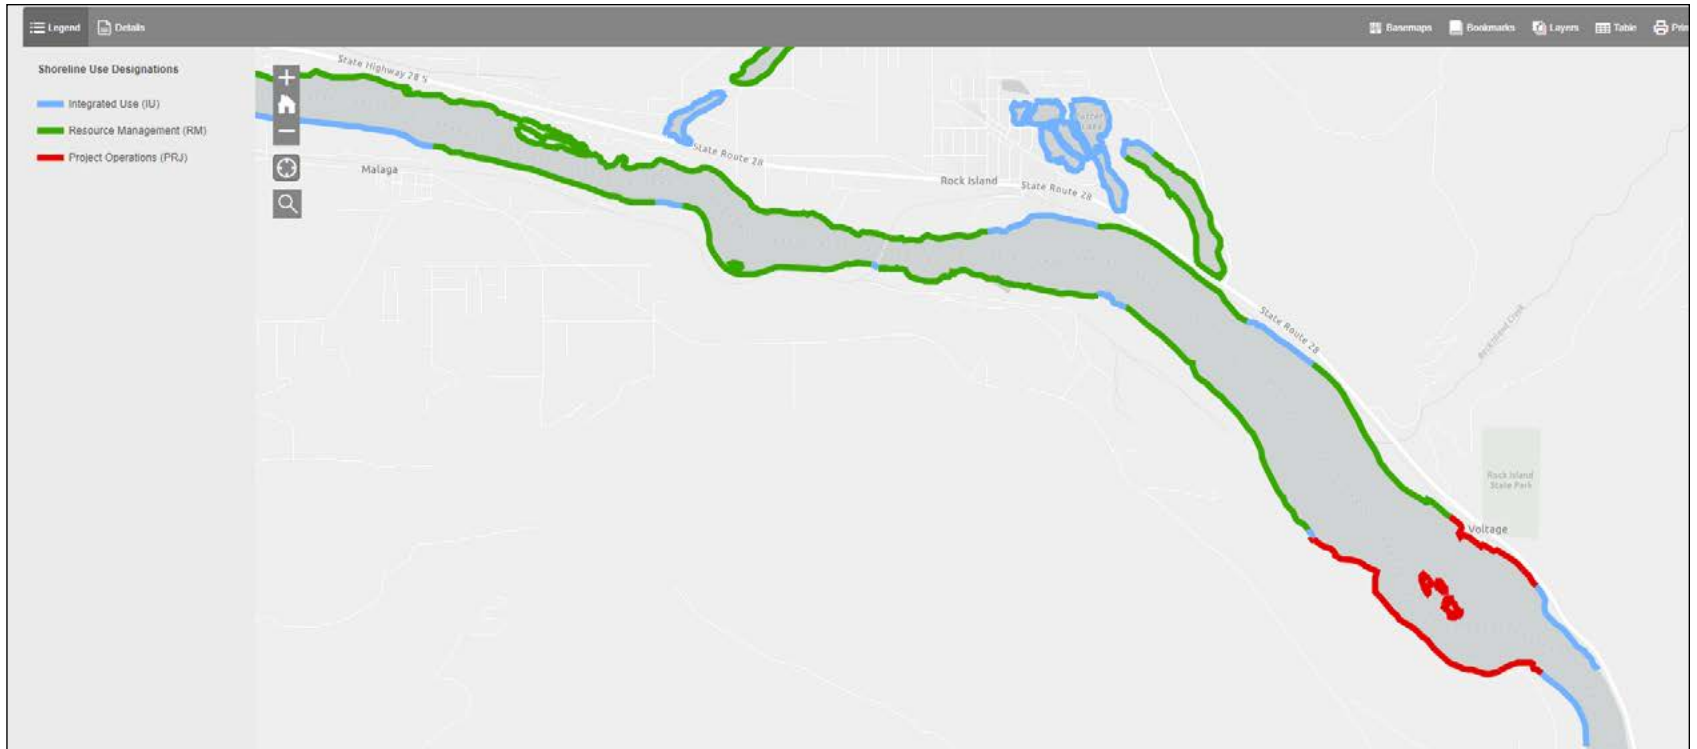 Legend
Details
Basemaps
Bookmarks
Layers
Table
Shoreline Use Designations
Integrated Use (IU)
Resource Management (RM)
Project Operations (PRJ)
State Highway 28 S
Malaga
State Route 28
Rock Island
State Route 28
State Route 28
Rock Island
State Park
Voltage